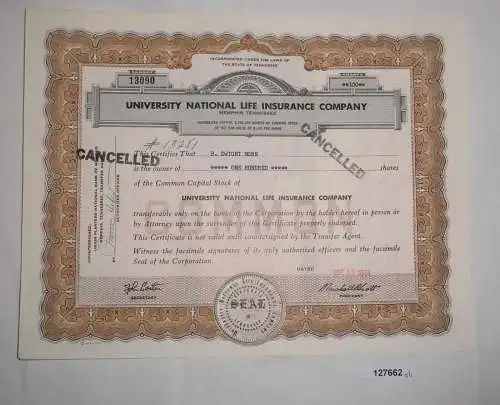 INCORPORATED UNDER THE LAWS OF
THE STATE OF TENNESSEE
NUMBER
13090
SHARES
**100**
UNIVERSITY NATIONAL LIFE INSURANCE COMPANY
MEMPHIS TENNESSEE
# 13281
CANCELLED
CANCELLED
This Certifies That B. DWIGHT
is the owner of ***** ONE HUNDRED ***** shares
of the Common Capital Stock of
UNIVERSITY NATIONAL LIFE INSURANCE COMPANY
transferable only on the books of the Corporation by the holder hereof in person or
by Attorney upon the surrender of this Certificate properly endorsed.
This Certificate is not valid until countersigned by the Transfer Agent.
Witness the facsimile signatures of its duly authorized officers and the facsimile
Seal of the Corporation.
DATED
SECRETARY
PRESIDENT
SEAL
127662